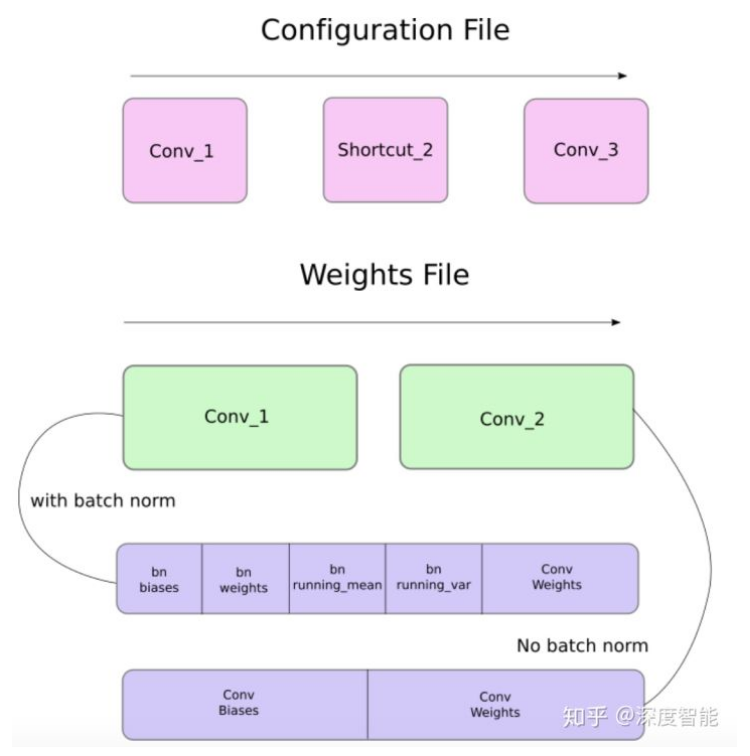 Configuration File
Conv_1
Shortcut_2
Conv_3
Weights File
Conv_1
Conv_2
with batch norm
bn
biases
bn
weights
bn
running_mean
bn
running_var
Conv
Weights
No batch norm
Conv
Biases
Conv
Weights
知乎 @深度智能